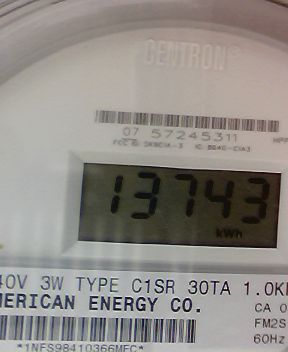 CENTRON®
07 57245311
13743
kWh
40V 3W TYPE C1SR 30TA 1.0K
MERICAN ENERGY CO.
CA 0
FM2S
60Hz
*1NFS98410366MFC*